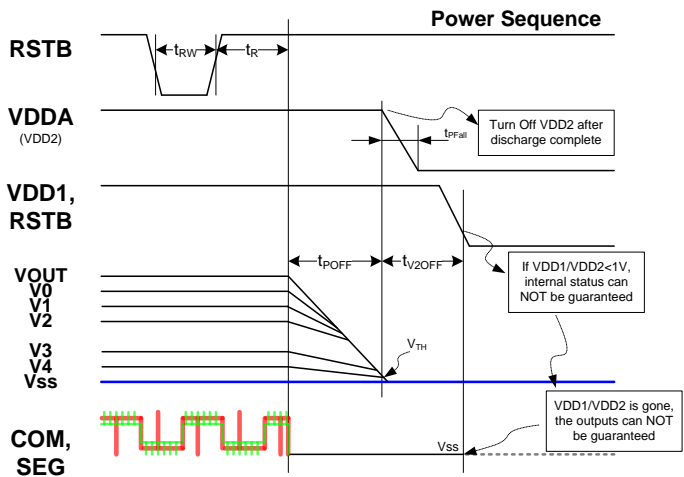 Power Sequence
RSTB
tRW
tR
VDDA
(VDD2)
Turn Off VDD2 after
discharge complete
tPFall
VDD1,
RSTB
tPOFF
tV2OFF
If VDD1/VDD2<1V,
internal status can
NOT be guaranteed
VOUT
V0
V1
V2
V3
V4
Vss
VTH
COM,
SEG
Vss
VDD1/VDD2 is gone,
the outputs can NOT
be guaranteed